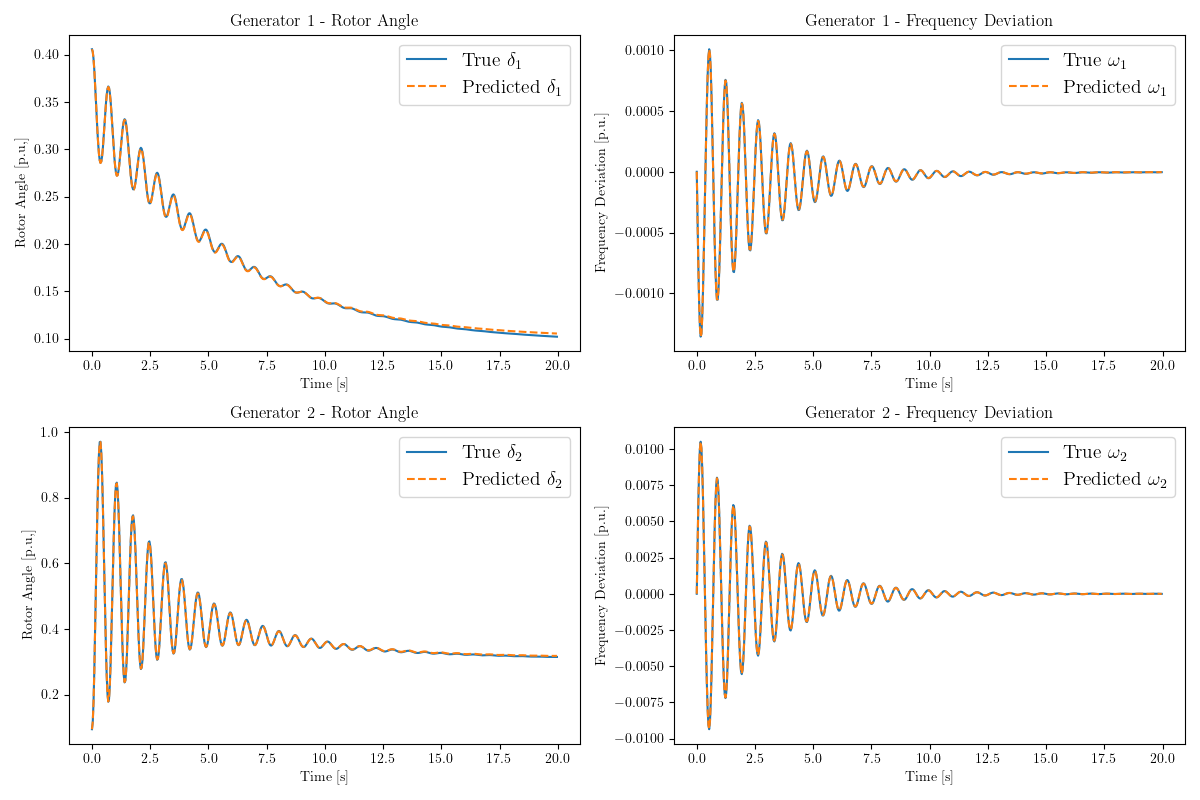 Generator 1 - Rotor Angle
Rotor Angle [p.u.]
0.40
0.35
0.30
0.25
0.20
0.15
0.10
True δ₁
Predicted δ₁
0.0 2.5 5.0 7.5 10.0 12.5 15.0 17.5 20.0
Time [s]
Generator 1 - Frequency Deviation
Frequency Deviation [p.u.]
0.0010
0.0005
0.0000
−0.0005
−0.0010
True ω₁
Predicted ω₁
0.0 2.5 5.0 7.5 10.0 12.5 15.0 17.5 20.0
Time [s]
Generator 2 - Rotor Angle
Rotor Angle [p.u.]
1.0
0.8
0.6
0.4
0.2
True δ₂
Predicted δ₂
0.0 2.5 5.0 7.5 10.0 12.5 15.0 17.5 20.0
Time [s]
Generator 2 - Frequency Deviation
Frequency Deviation [p.u.]
0.0100
0.0075
0.0050
0.0025
0.0000
−0.0025
−0.0050
−0.0075
−0.0100
True ω₂
Predicted ω₂
0.0 2.5 5.0 7.5 10.0 12.5 15.0 17.5 20.0
Time [s]